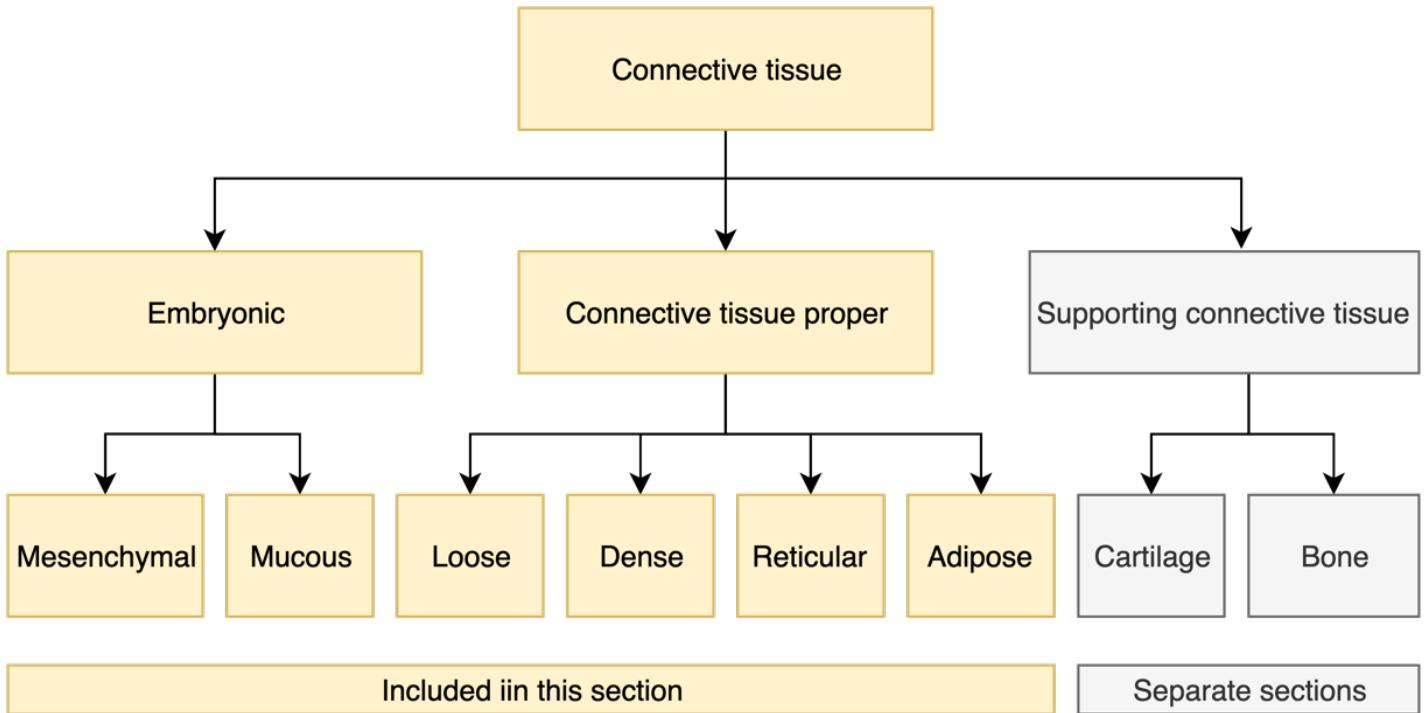 Connective tissue
Embryonic
Connective tissue proper
Supporting connective tissue
Mesenchymal
Mucous
Loose
Dense
Reticular
Adipose
Cartilage
Bone
Included iin this section
Separate sections